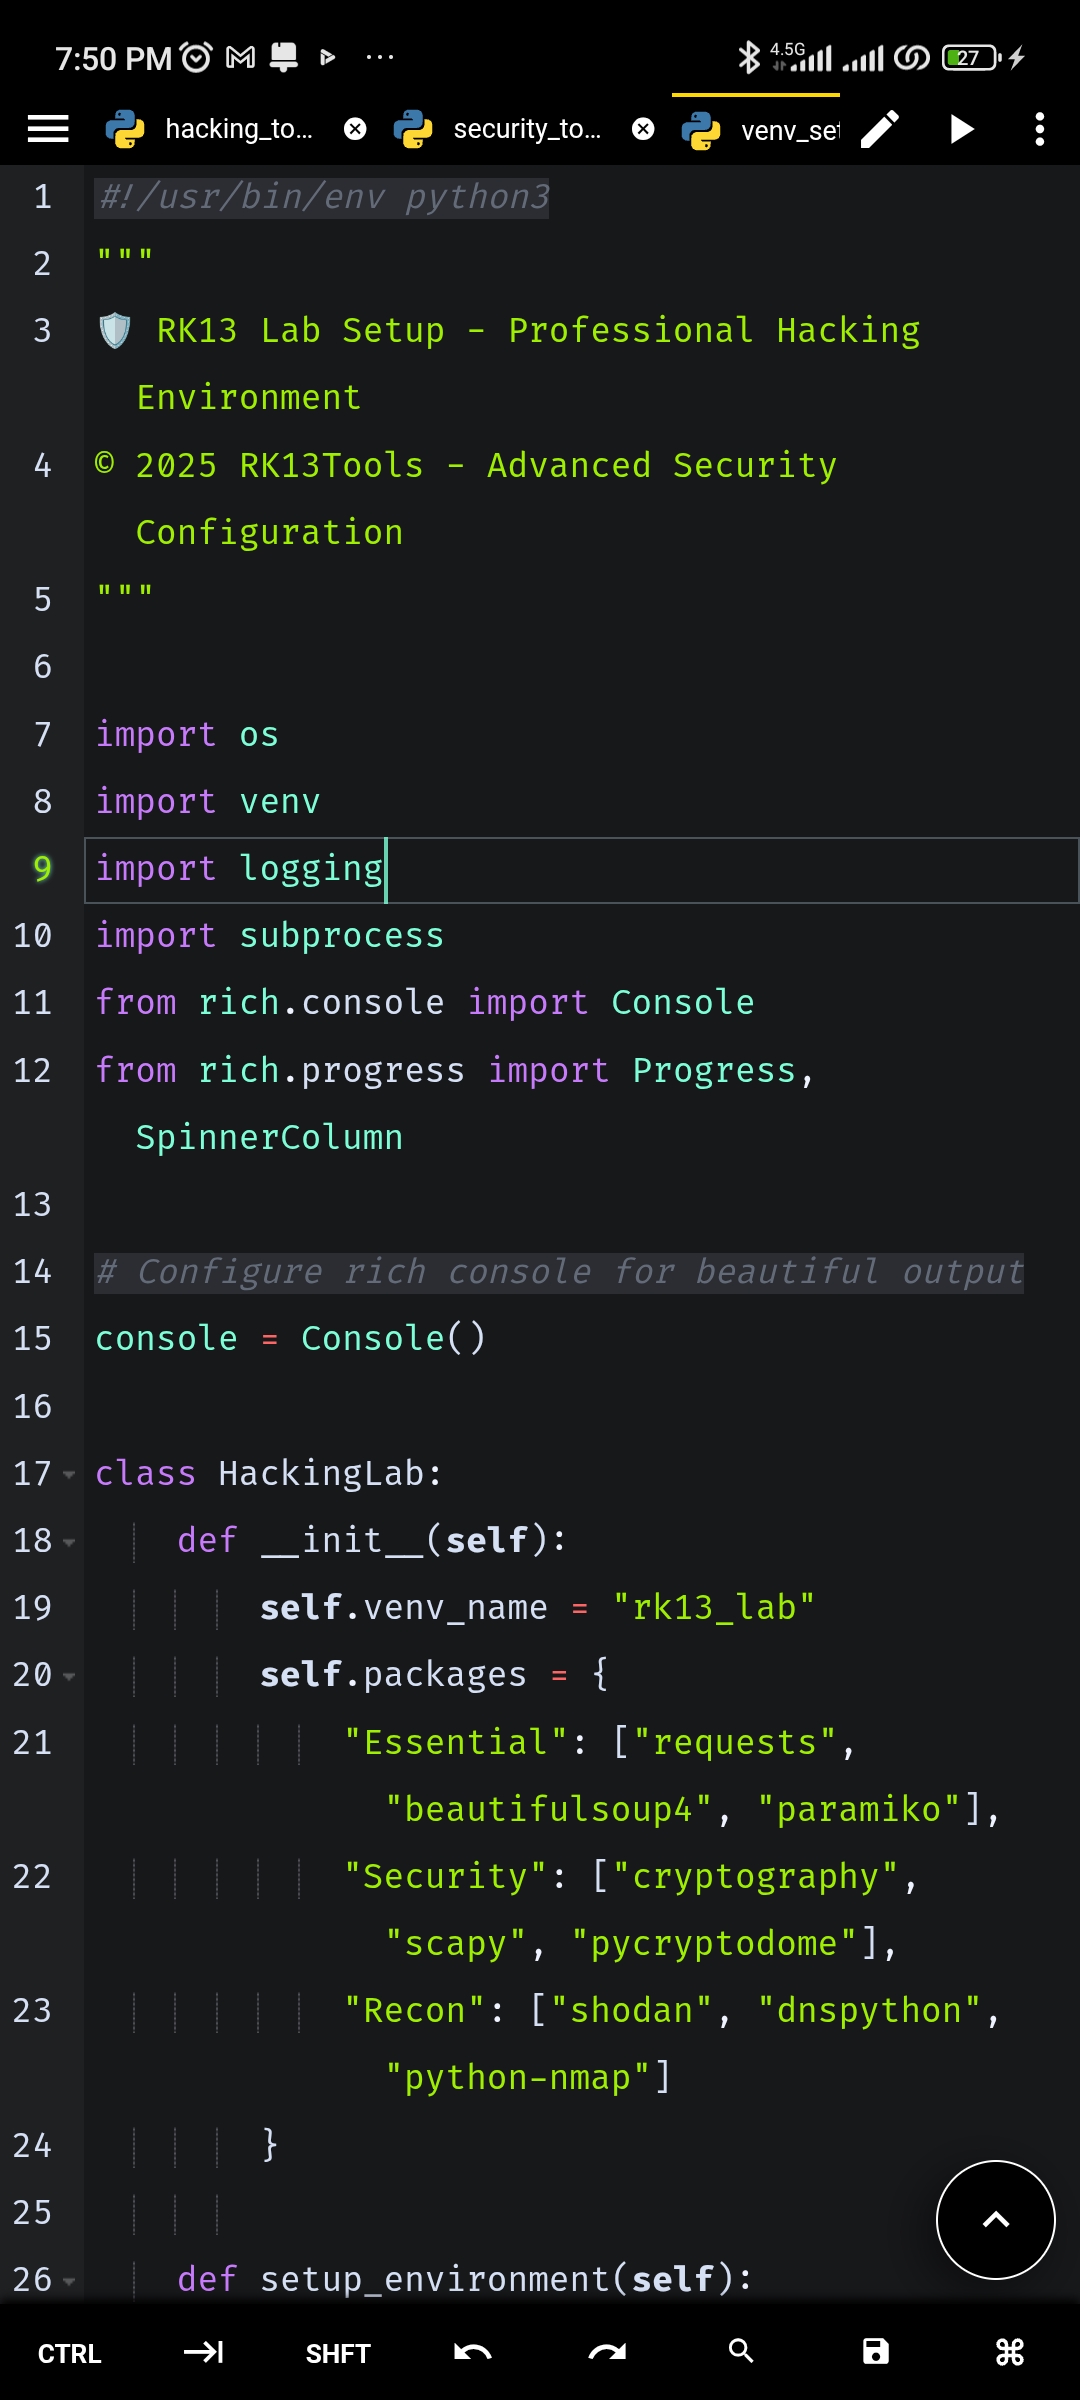 7:50 PM ... 4.5G 27
hacking_to... security_to... venv_set
1 #!/usr/bin/env python3
2 """
3 🛡️ RK13 Lab Setup - Professional Hacking
Environment
4 © 2025 RK13Tools - Advanced Security
Configuration
5 """
6
7 import os
8 import venv
9 import logging
10 import subprocess
11 from rich.console import Console
12 from rich.progress import Progress,
SpinnerColumn
13
14 # Configure rich console for beautiful output
15 console = Console()
16
17 class HackingLab:
18 def __init__(self):
19 self.venv_name = "rk13_lab"
20 self.packages = {
21 "Essential": ["requests",
"beautifulsoup4", "paramiko"],
22 "Security": ["cryptography",
"scapy", "pycryptodome"],
23 "Recon": ["shodan", "dnspython",
"python-nmap"]
24 }
25
26 def setup_environment(self):
CTRL SHFT